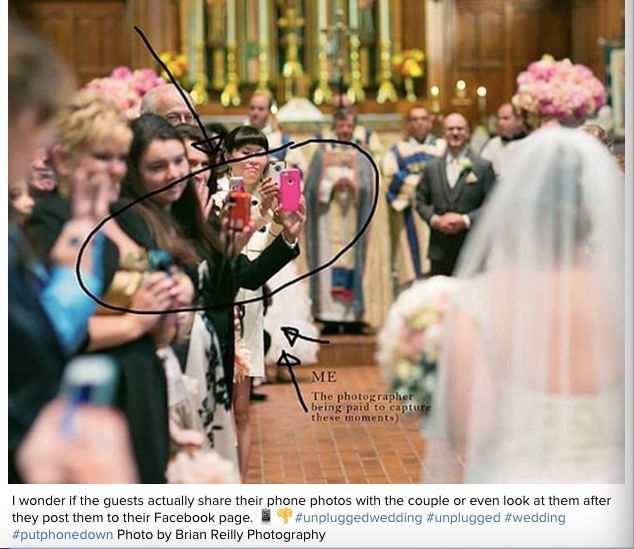 ME
The photographer
being paid to capture
these moments)
I wonder if the guests actually share their phone photos with the couple or even look at them after
they post them to their Facebook page. 📱 👎 #unpluggedwedding #unplugged #wedding
#putphonedown Photo by Brian Reilly Photography